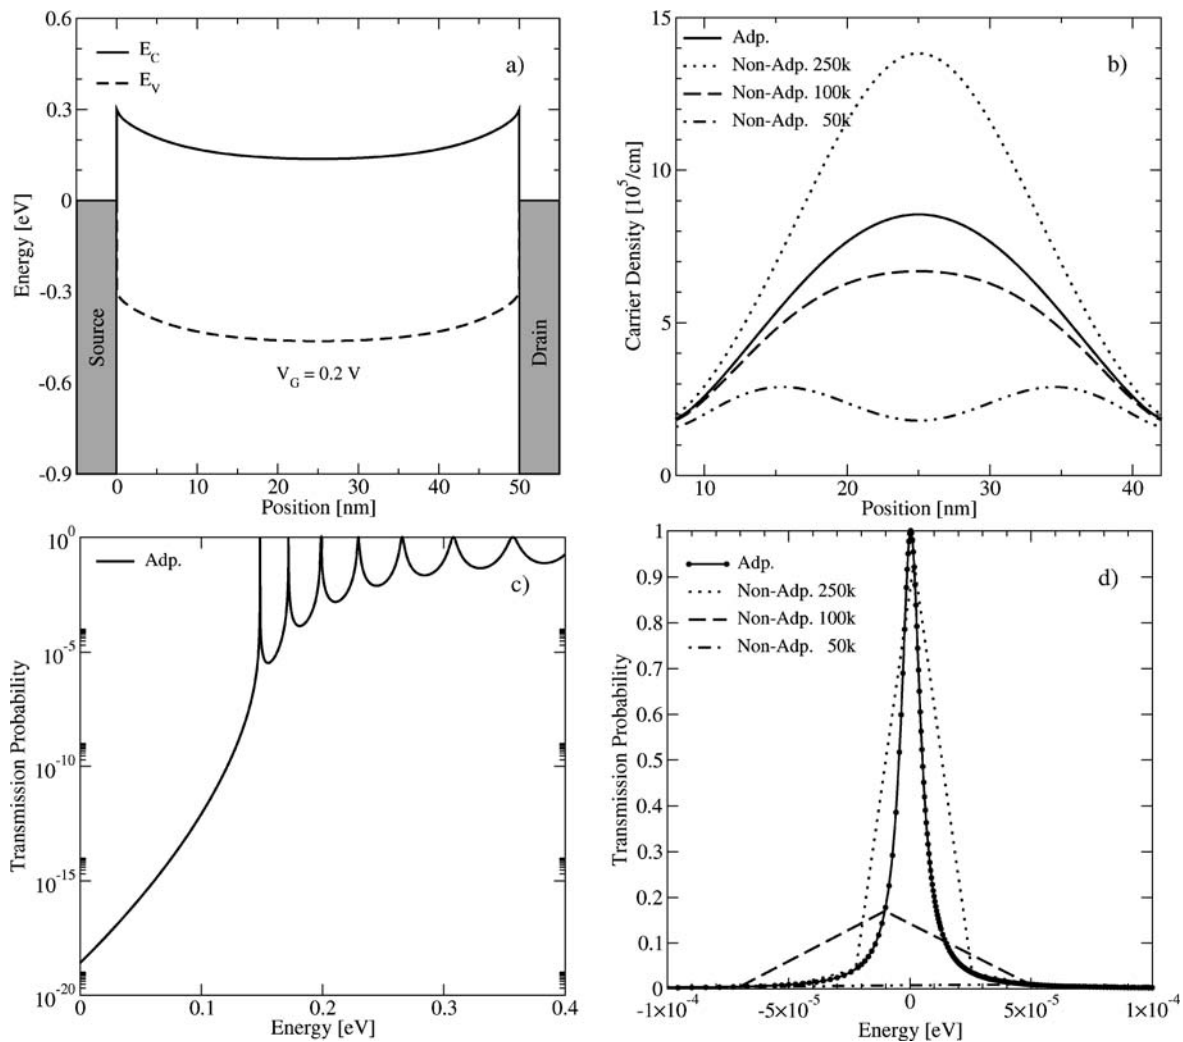 0.6
0.3
0
-0.3
-0.6
-0.9
Energy [eV]
E_C
E_V
a)
Source
Drain
V_G = 0.2 V
0 10 20 30 40 50
Position [nm]
15
10
5
0
Carrier Density [10^5/cm]
Adp.
Non-Adp. 250k
Non-Adp. 100k
Non-Adp. 50k
b)
10 20 30 40
Position [nm]
10^0
10^-5
10^-10
10^-15
10^-20
Transmission Probability
Adp.
c)
0 0.1 0.2 0.3 0.4
Energy [eV]
1
0.9
0.8
0.7
0.6
0.5
0.4
0.3
0.2
0.1
0
Transmission Probability
Adp.
Non-Adp. 250k
Non-Adp. 100k
Non-Adp. 50k
d)
-1×10^-4 -5×10^-5 0 5×10^-5 1×10^-4
Energy [eV]